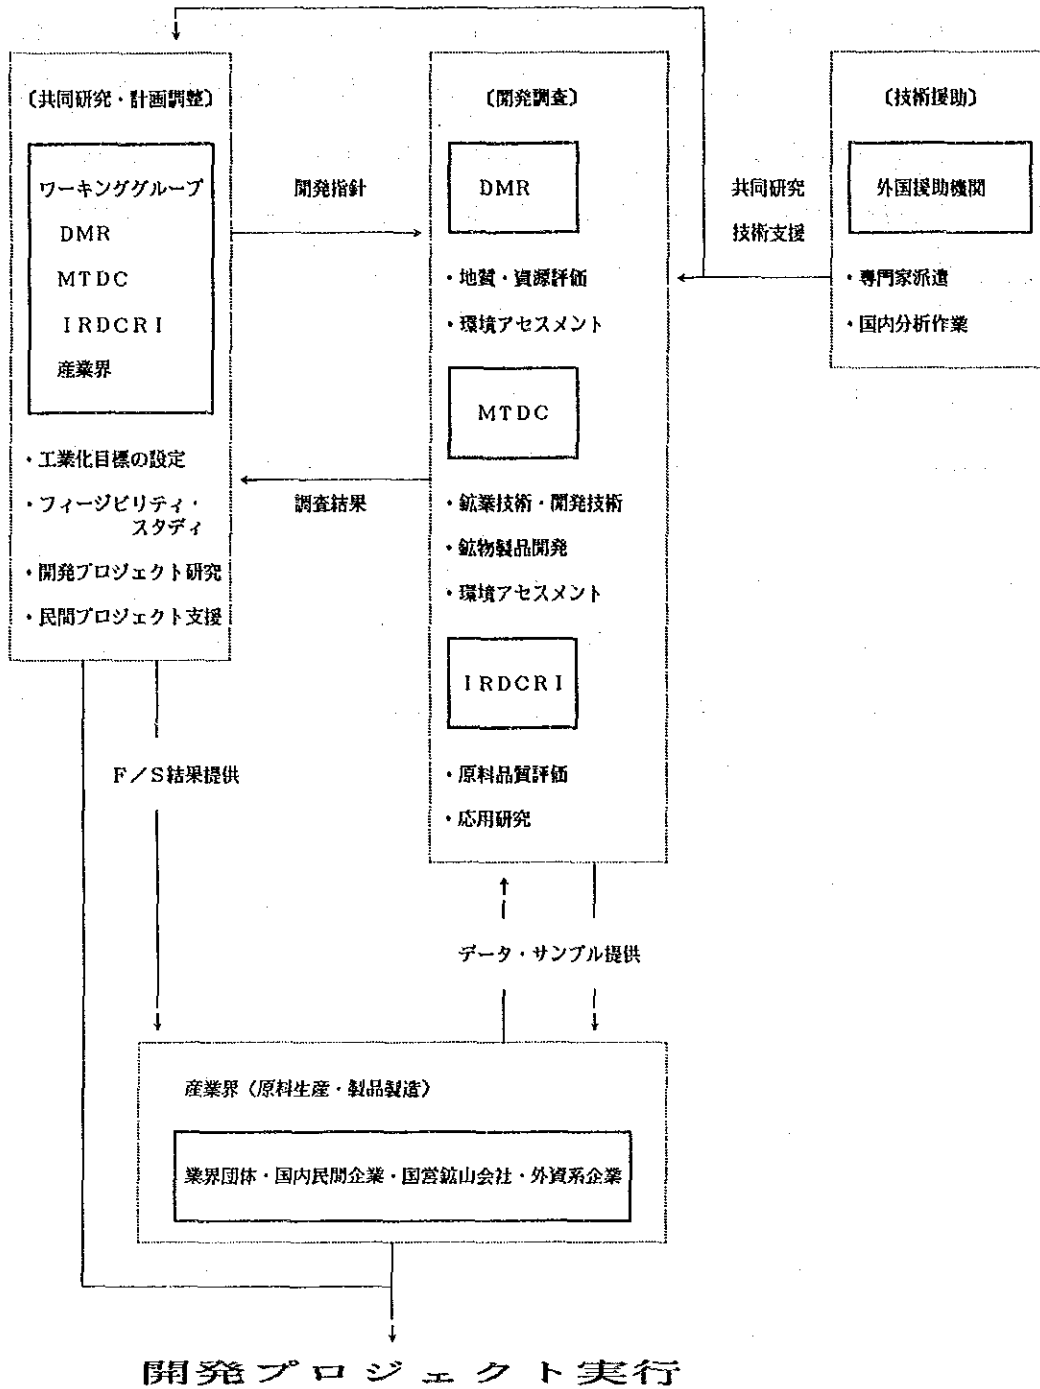 〔共同研究・計画調整〕
ワーキンググループ
DMR
MTDC
IRDCRI
産業界
・工業化目標の設定
・フィージビリティ・
スタディ
・開発プロジェクト研究
・民間プロジェクト支援
開発指針
調査結果
〔開発調査〕
DMR
・地質・資源評価
・環境アセスメント
MTDC
・鉱業技術・開発技術
・鉱物製品開発
・環境アセスメント
IRDCRI
・原料品質評価
・応用研究
共同研究
技術支援
〔技術援助〕
外国援助機関
・専門家派遣
・国内分析作業
F/S結果提供
データ・サンプル提供
産業界（原料生産・製品製造）
業界団体・国内民間企業・国営鉱山会社・外資系企業
開発プロジェクト実行